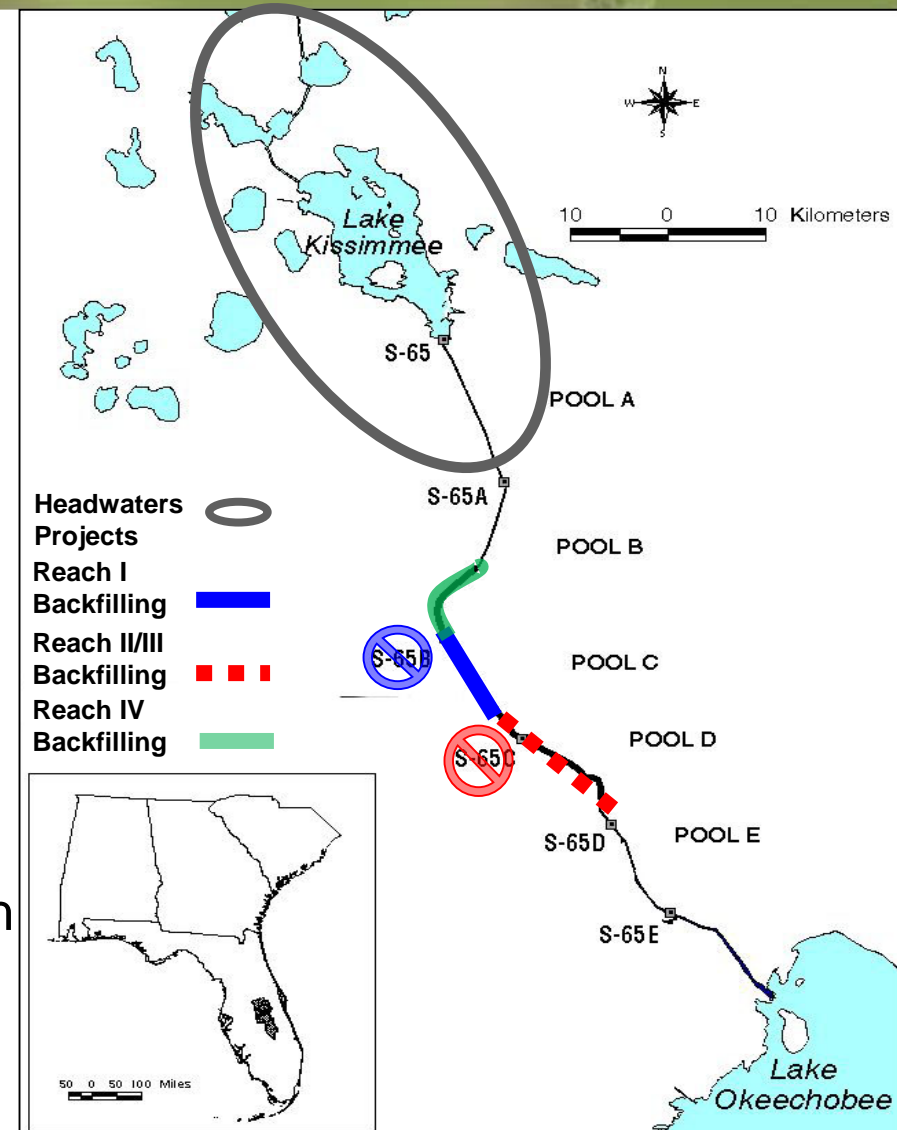 N
W E
S
10 0 10 Kilometers
Lake
Kissimmee
S-65
POOL A
S-65A
Headwaters
Projects
POOL B
Reach I
Backfilling
S-65B
POOL C
Reach II/III
Backfilling
Reach IV
Backfilling
POOL D
S-65C
S-65D
POOL E
n
S-65E
50 0 50 100 Miles
Lake
Okeechobee